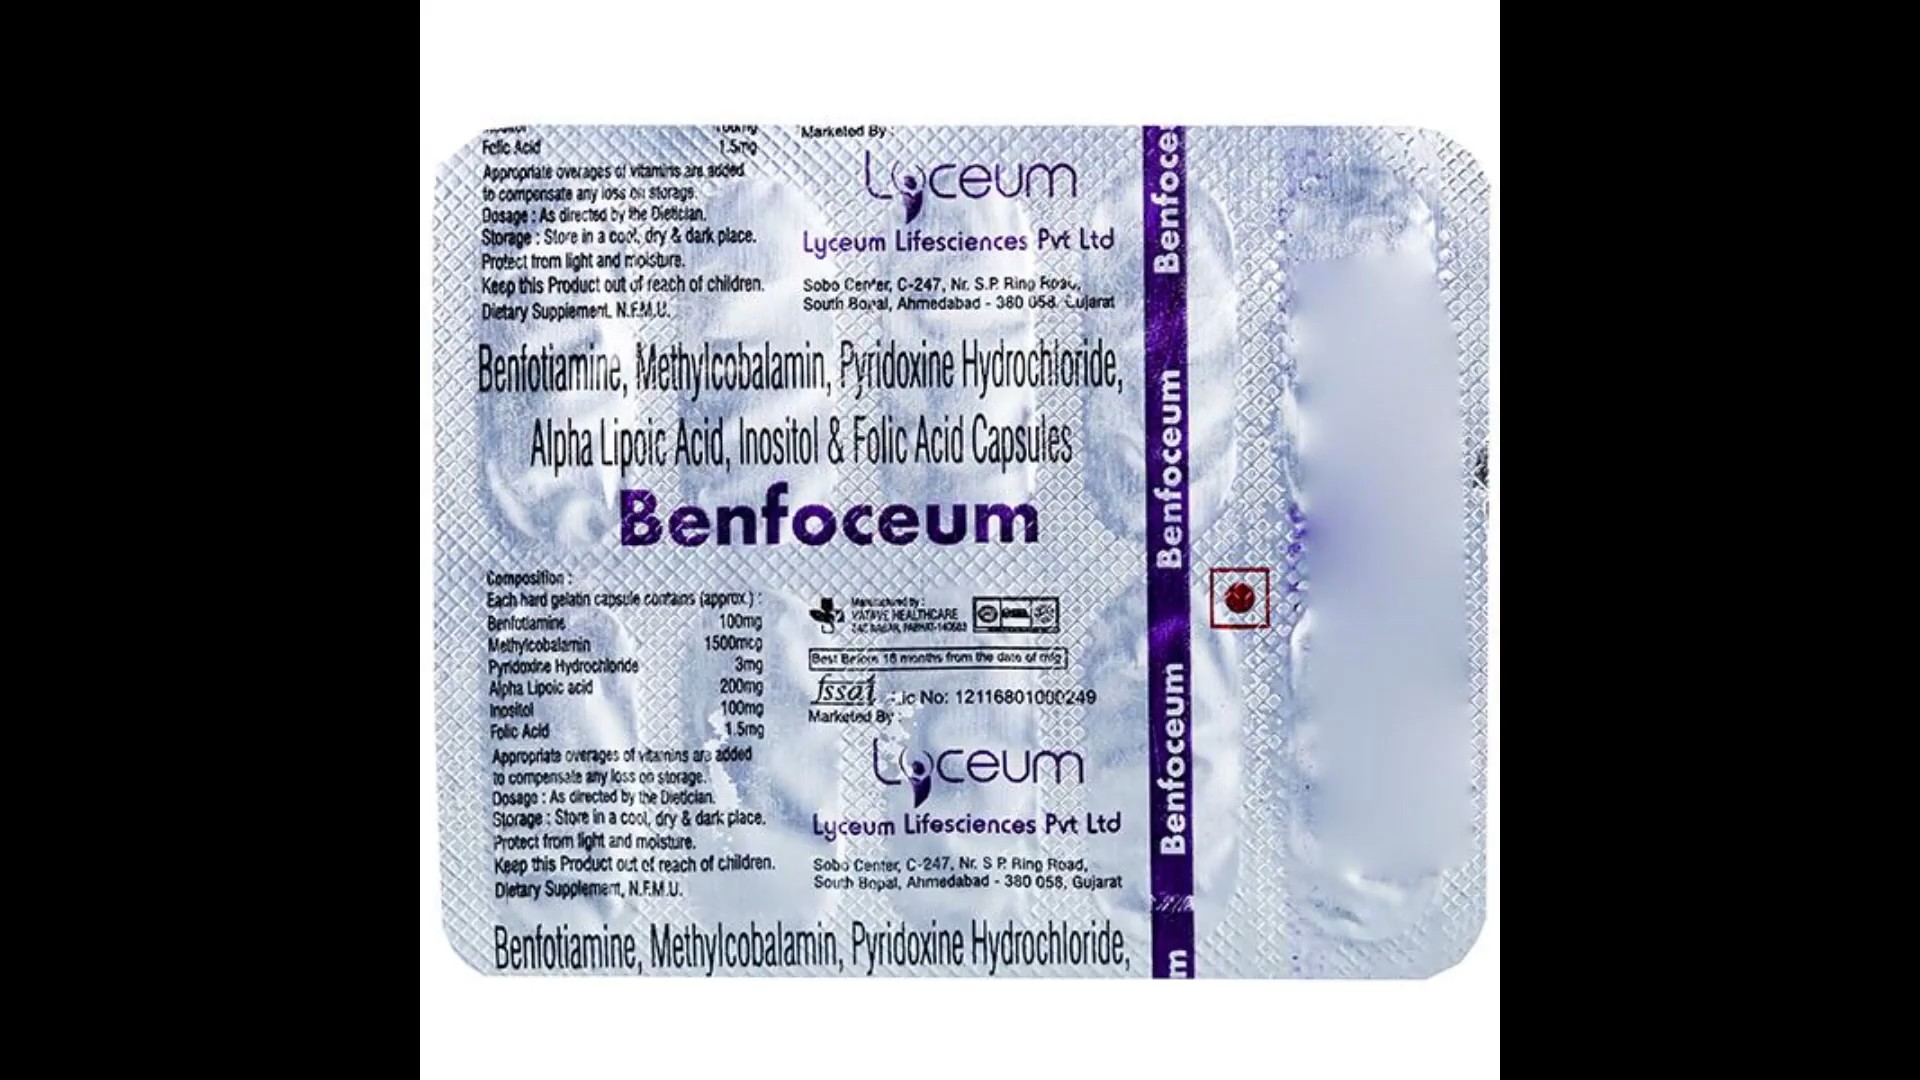 Folic Acid 1.5mg
Appropriate overages of vitamins are added
to compensate any loss on storage.
Dosage : As directed by the Dietician.
Storage : Store in a cool, dry & dark place.
Protect from light and moisture.
Keep this Product out of reach of children.
Dietary Supplement, N.F.M.U.
Marketed By :
Lyceum
Lyceum Lifesciences Pvt Ltd
Sobo Center, C-247, Nr. S.P. Ring Road,
South Bopal, Ahmedabad - 380 058, Gujarat
Benfotiamine, Methylcobalamin, Pyridoxine Hydrochloride,
Alpha Lipoic Acid, Inositol & Folic Acid Capsules
Benfoceum
Composition :
Each hard gelatin capsule contains (approx.) :
Benfotiamine 100mg
Methylcobalamin 1500mcg
Pyridoxine Hydrochloride 3mg
Alpha Lipoic acid 200mg
Inositol 100mg
Folic Acid 1.5mg
Appropriate overages of vitamins are added
to compensate any loss on storage.
Dosage : As directed by the Dietician.
Storage : Store in a cool, dry & dark place.
Protect from light and moisture.
Keep this Product out of reach of children.
Dietary Supplement, N.F.M.U.
Manufactured by :
HEALTHCARE
Best Before 18 months from the date of mfg
fssai Lic No: 12116801000249
Marketed By :
Lyceum
Lyceum Lifesciences Pvt Ltd
Sobo Center, C-247, Nr. S P. Ring Road,
South Bopal, Ahmedabad - 380 058, Gujarat
Benfotiamine, Methylcobalamin, Pyridoxine Hydrochloride,
Benfoce
Benfoceum
Benfoceum
m